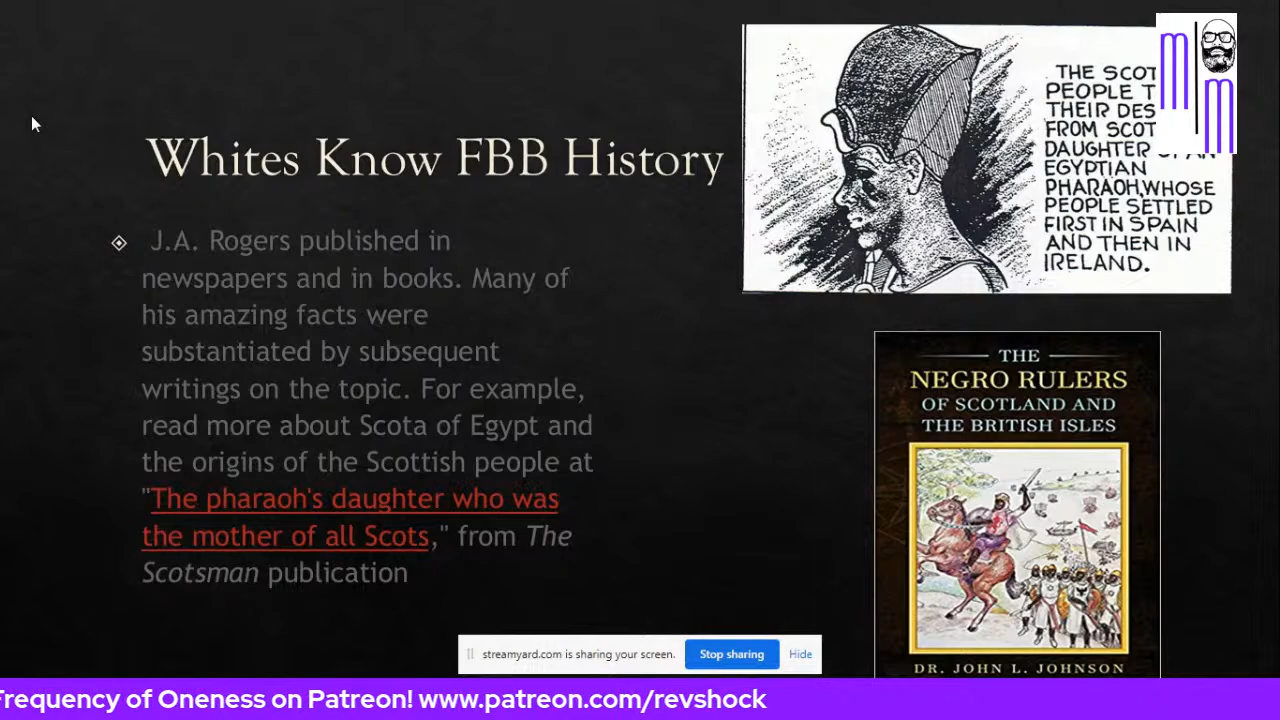 Whites Know FBB History
J.A. Rogers published in
newspapers and in books. Many of
his amazing facts were
substantiated by subsequent
writings on the topic. For example,
read more about Scota of Egypt and
the origins of the Scottish people at
"The pharaoh's daughter who was
the mother of all Scots," from The
Scotsman publication
THE SCOT
PEOPLE T
THEIR DES
FROM SCOT
DAUGHTER
EGYPTIAN
PHARAOH, WHOSE
PEOPLE SETTLED
FIRST IN SPAIN
AND THEN IN
IRELAND.
m
m
THE
NEGRO RULERS
OF SCOTLAND AND
THE BRITISH ISLES
DR. JOHN L. JOHNSON
streamyard.com is sharing your screen.
Stop sharing
Hide
Frequency of Oneness on Patreon! www.patreon.com/revshock